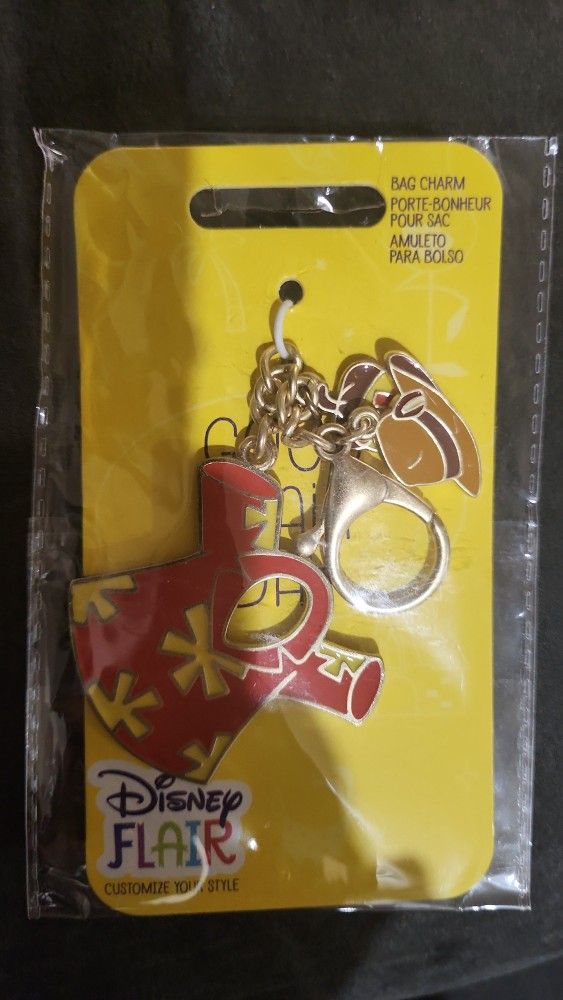 BAG CHARM
PORTE-BONHEUR
POUR SAC
AMULETO
PARA BOLSO
DISNEY
FLAIR
CUSTOMIZE YOUR STYLE